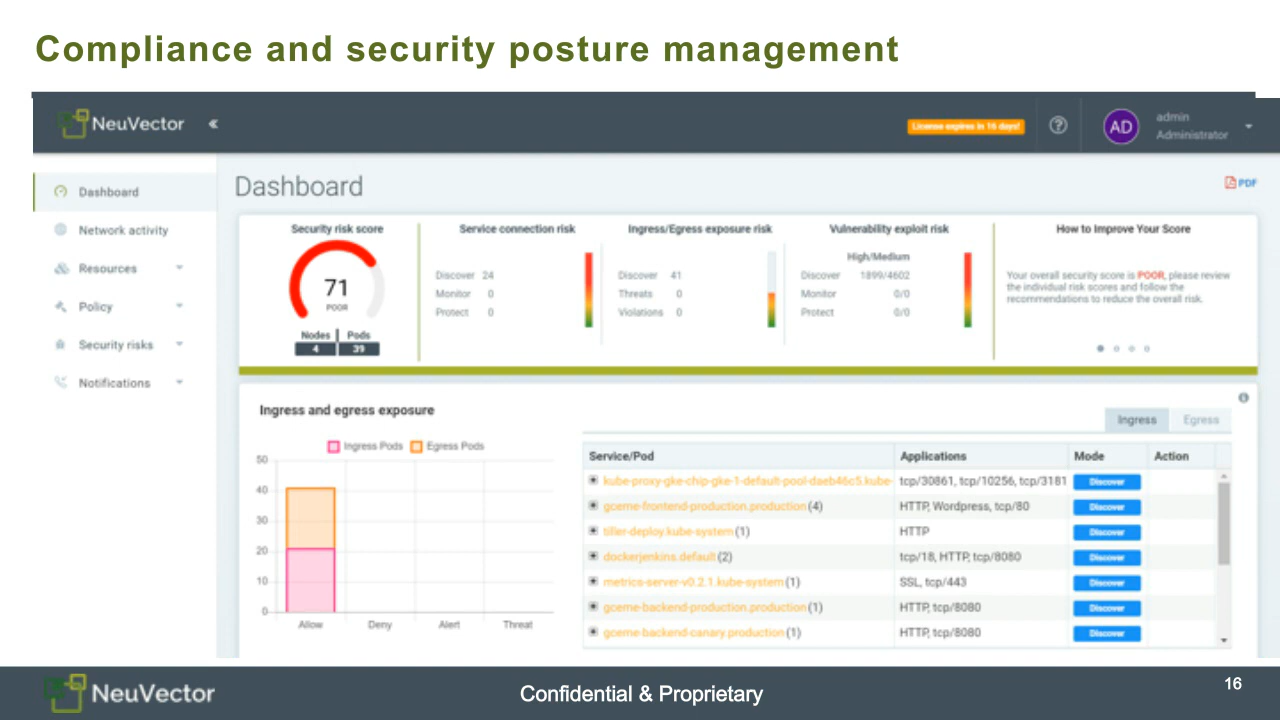 Compliance and security posture management
NeuVector «
License expires in 16 days!
AD
admin
Administrator
Dashboard
Network activity
Resources
Policy
Security risks
Notifications
Dashboard
PDF
Security risk score
71
POOR
Nodes Pods
4 39
Service connection risk
Discover 24
Monitor 0
Protect 0
Ingress/Egress exposure risk
Discover 41
Threats 0
Violations 0
Vulnerability exploit risk
High/Medium
Discover 1899/4602
Monitor 0/0
Protect 0/0
How to Improve Your Score
Your overall security score is POOR, please review
the individual risk scores and follow the
recommendations to reduce the overall risk.
Ingress and egress exposure
Ingress Pods Egress Pods
50
40
30
20
10
0
Allow Deny Alert Threat
Ingress Egress
Service/Pod Applications Mode Action
kube-proxy-gke-chip-gke-1-default-pool-daeb46c5.kube- tcp/30861, tcp/10256, tcp/3181 Discover
gceme-frontend-production.production (4) HTTP, Wordpress, tcp/80 Discover
tiller-deploy.kube-system (1) HTTP Discover
dockerjenkins.default (2) tcp/18, HTTP, tcp/8080 Discover
metrics-server-v0.2.1.kube-system (1) SSL, tcp/443 Discover
gceme-backend-production.production (1) HTTP, tcp/8080 Discover
gceme-backend-canary.production (1) HTTP, tcp/8080 Discover
NeuVector
Confidential & Proprietary
16